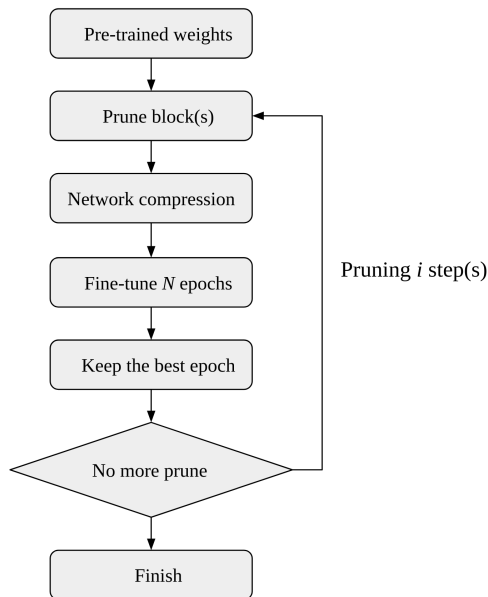 Pre-trained weights
Prune block(s)
Network compression
Pruning i step(s)
Fine-tune N epochs
Keep the best epoch
No more prune
Finish